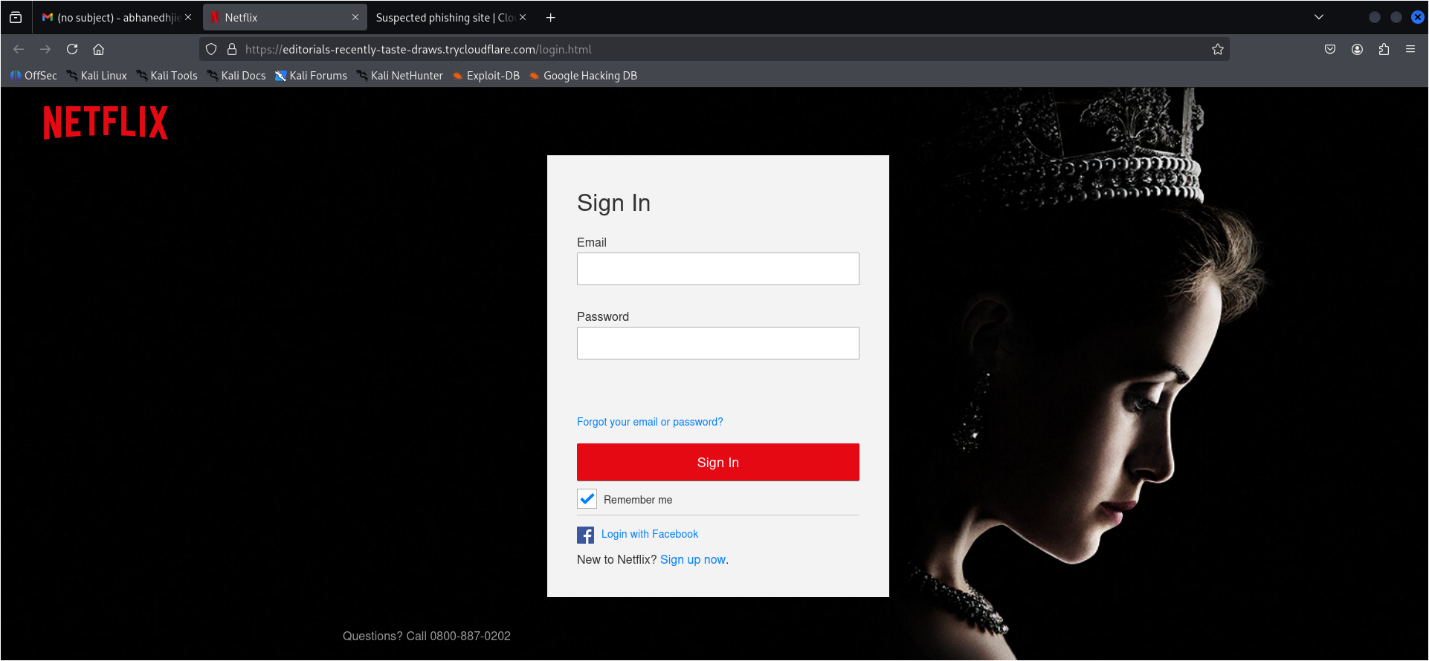 (no subject) - abhanedhjie
Netflix
Suspected phishing site | Clo
https://editorials-recently-taste-draws.trycloudflare.com/login.html
OffSec Kali Linux Kali Tools Kali Docs Kali Forums Kali NetHunter Exploit-DB Google Hacking DB
NETFLIX
Sign In
Email
Password
Forgot your email or password?
Sign In
Remember me
Login with Facebook
New to Netflix? Sign up now.
Questions? Call 0800-887-0202